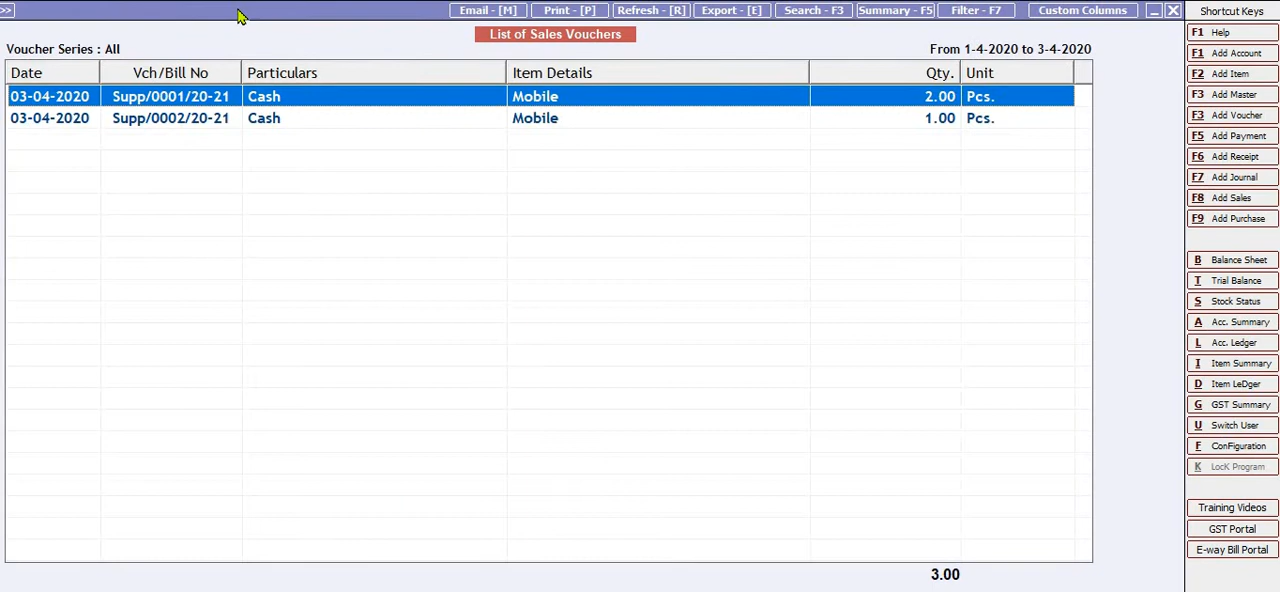 >> Email - [M] Print - [P] Refresh - [R] Export - [E] Search - F3 Summary - F5 Filter - F7 Custom Columns
List of Sales Vouchers
Voucher Series : All From 1-4-2020 to 3-4-2020
Date Vch/Bill No Particulars Item Details Qty. Unit
03-04-2020 Supp/0001/20-21 Cash Mobile 2.00 Pcs.
03-04-2020 Supp/0002/20-21 Cash Mobile 1.00 Pcs.
3.00
Shortcut Keys
F1 Help
F1 Add Account
F2 Add Item
F3 Add Master
F3 Add Voucher
F5 Add Payment
F6 Add Receipt
F7 Add Journal
F8 Add Sales
F9 Add Purchase
B Balance Sheet
T Trial Balance
S Stock Status
A Acc. Summary
L Acc. Ledger
I Item Summary
D Item LeDger
G GST Summary
U Switch User
F ConFiguration
K LocK Program
Training Videos
GST Portal
E-way Bill Portal